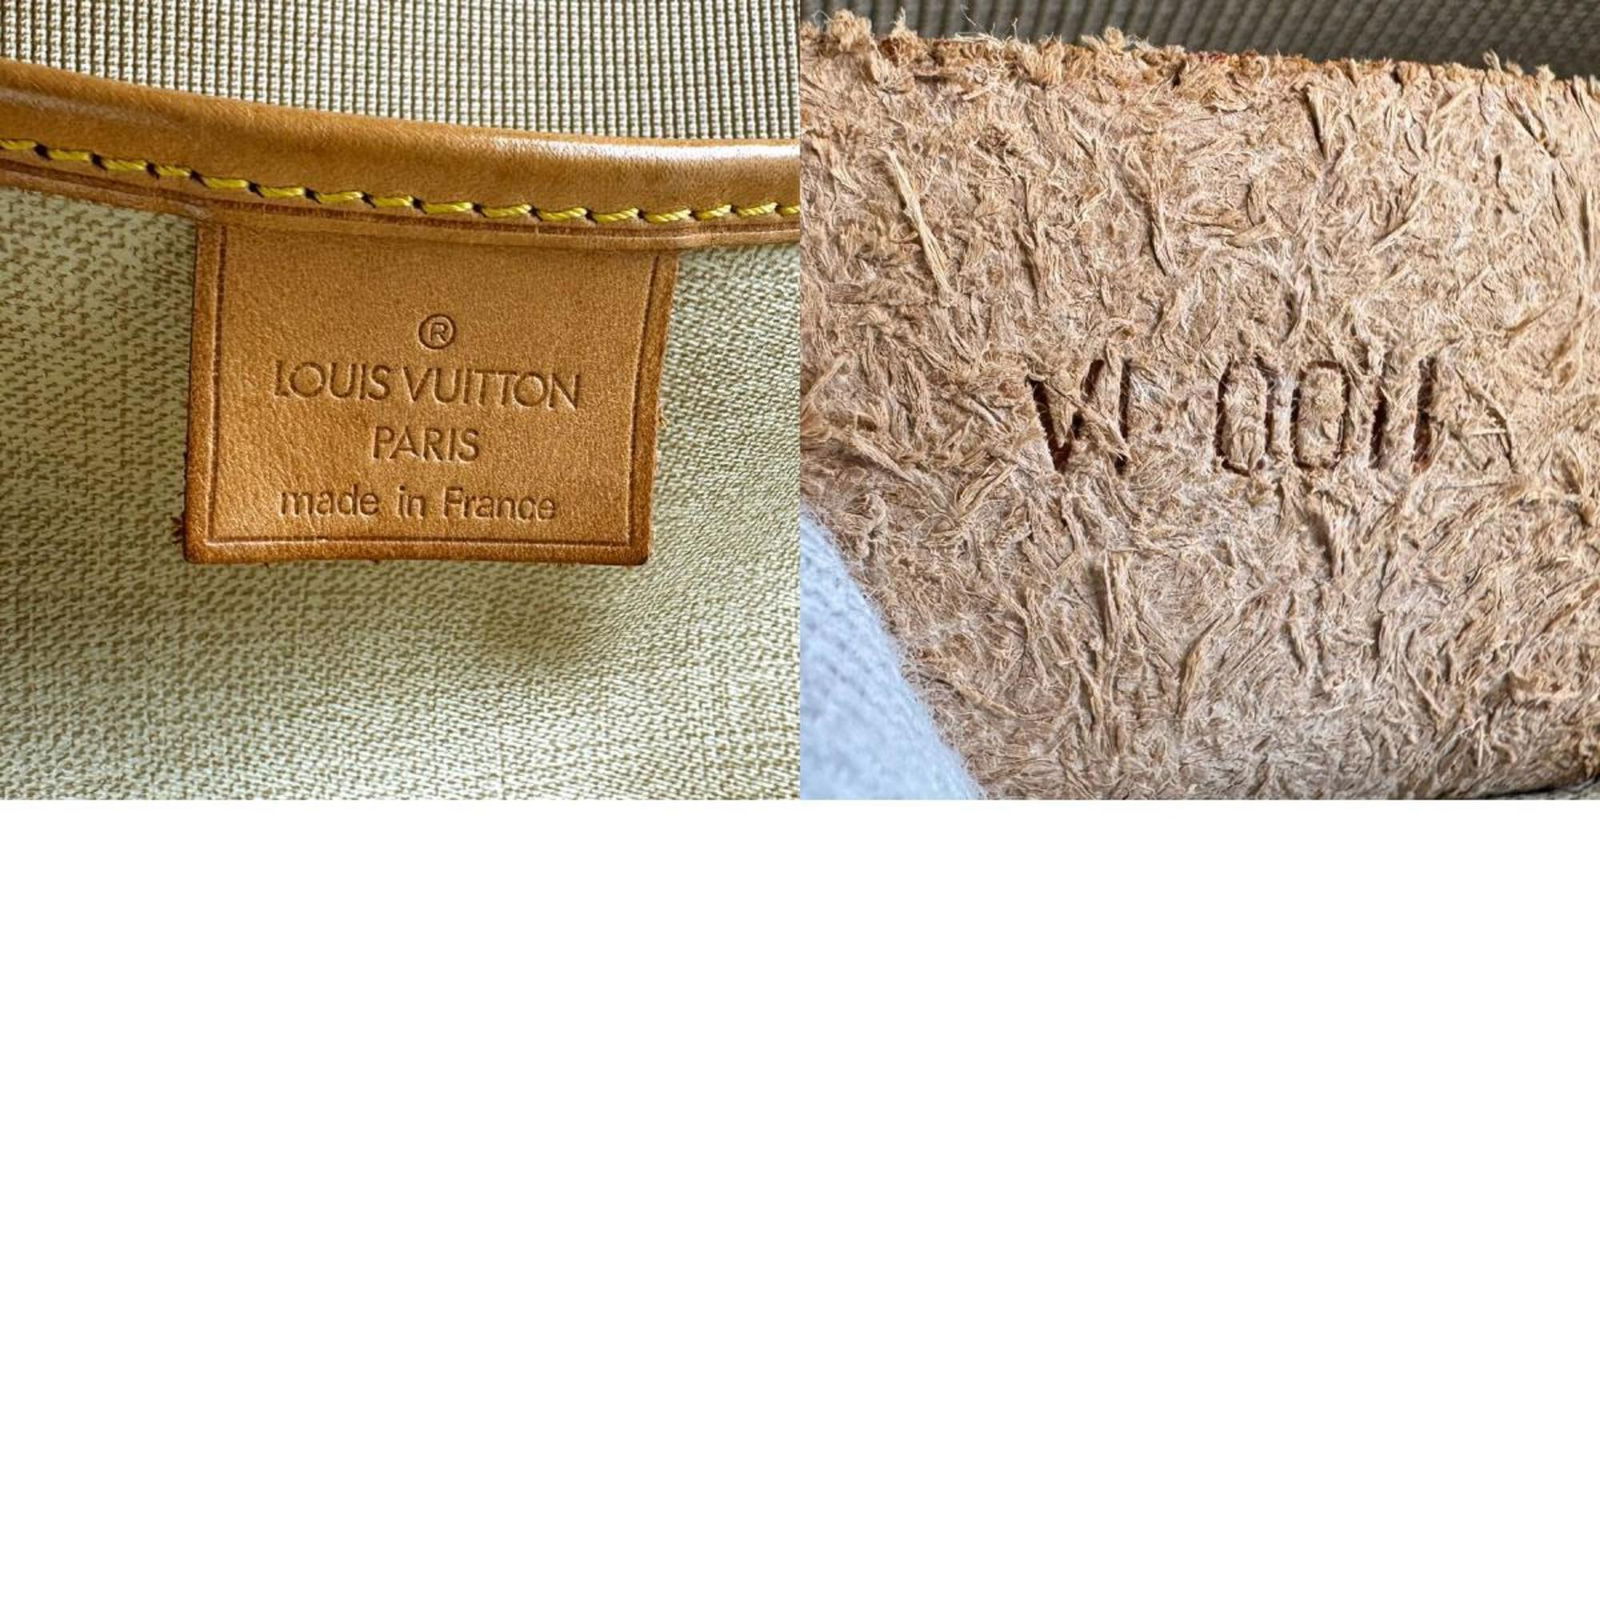 ®
LOUIS VUITTON
PARIS
made in France
VI 0011